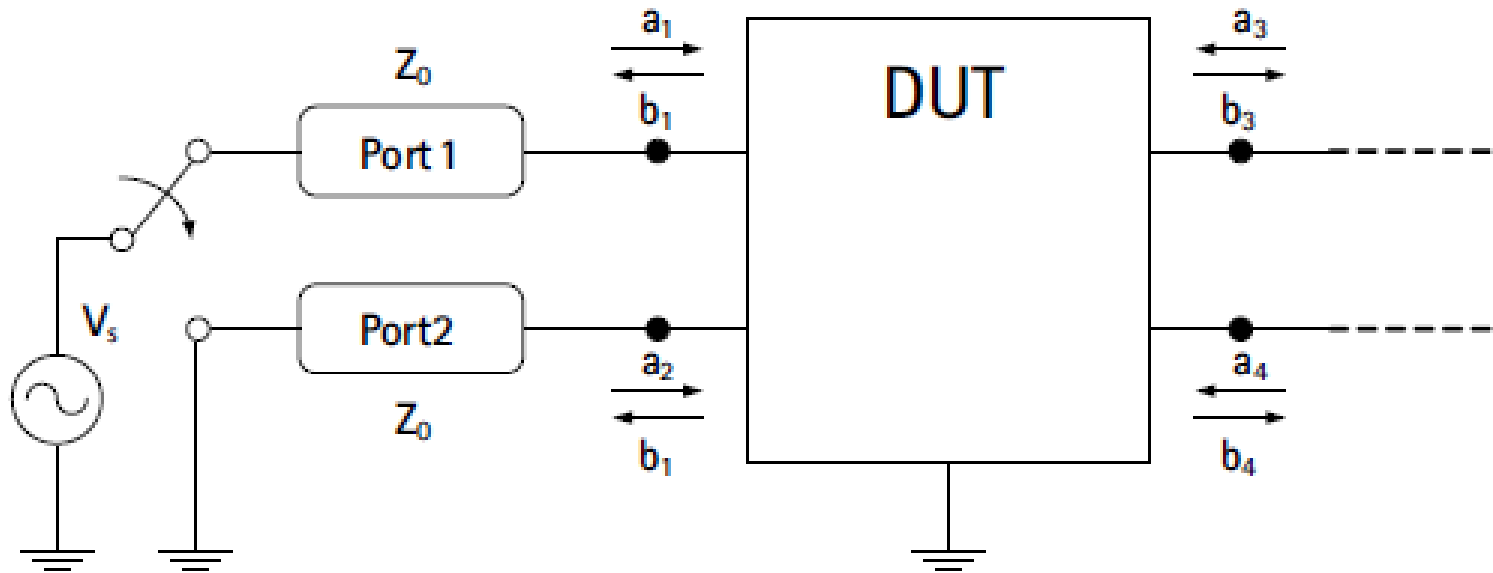 a₁
a₃
Z₀
DUT
b₁
b₃
Port 1
Vₛ
Port2
a₂
a₄
Z₀
b₁
b₄